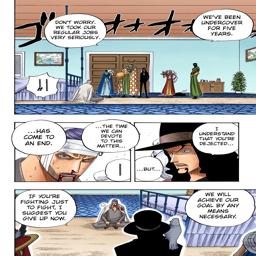 WE'VE BEEN
UNDERCOVER FOR
FIVE YEARS.
DON'T WORRY.
WE TOOK OUR
REGULAR JOBS
VERY SERIOUSLY.
I
UNDERSTAND
THAT YOU'RE
DEJECTED...
...BUT...
...THE TIME
WE CAN
DEVOTE
TO THIS
MATTER...
...HAS
COME TO
AN END.
WE WILL
ACHIEVE OUR
GOAL BY ANY
MEANS
NECESSARY.
IF YOU'RE
FIGHTING JUST
TO FIGHT, I
SUGGEST YOU
GIVE UP NOW.